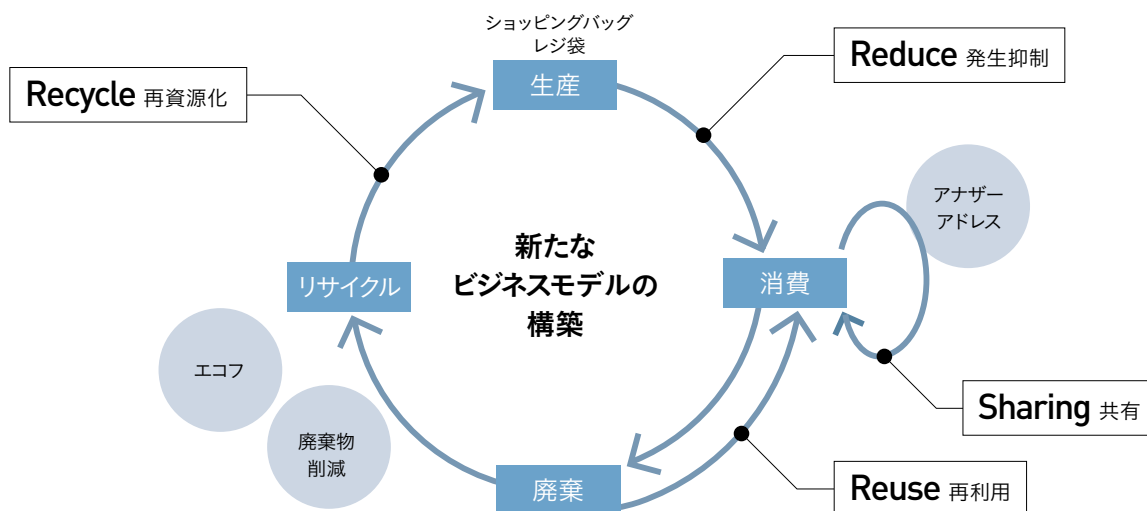 ショッピングバッグ
レジ袋
生産
Reduce 発生抑制
Recycle 再資源化
アナザー
アドレス
新たな
ビジネスモデルの
構築
リサイクル
消費
エコフ
廃棄物
削減
Sharing 共有
廃棄
Reuse 再利用